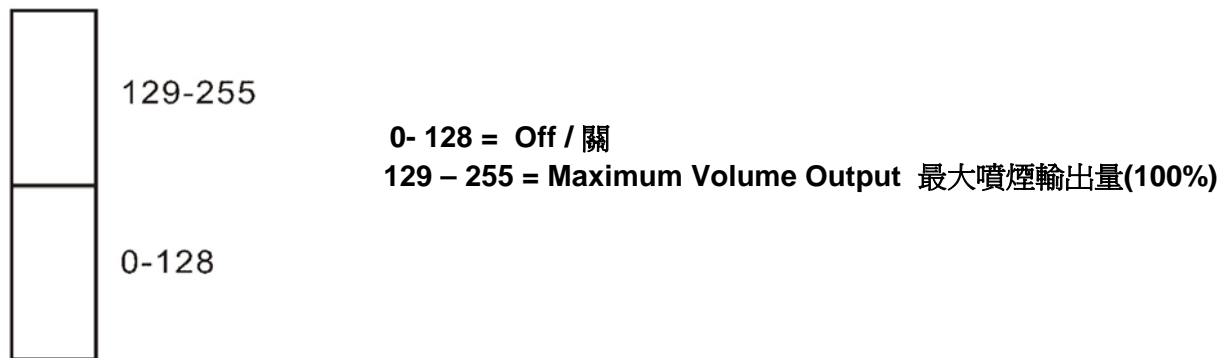 129-255
0- 128 = Off / 關
129 – 255 = Maximum Volume Output 最大噴煙輸出量(100%)
0-128